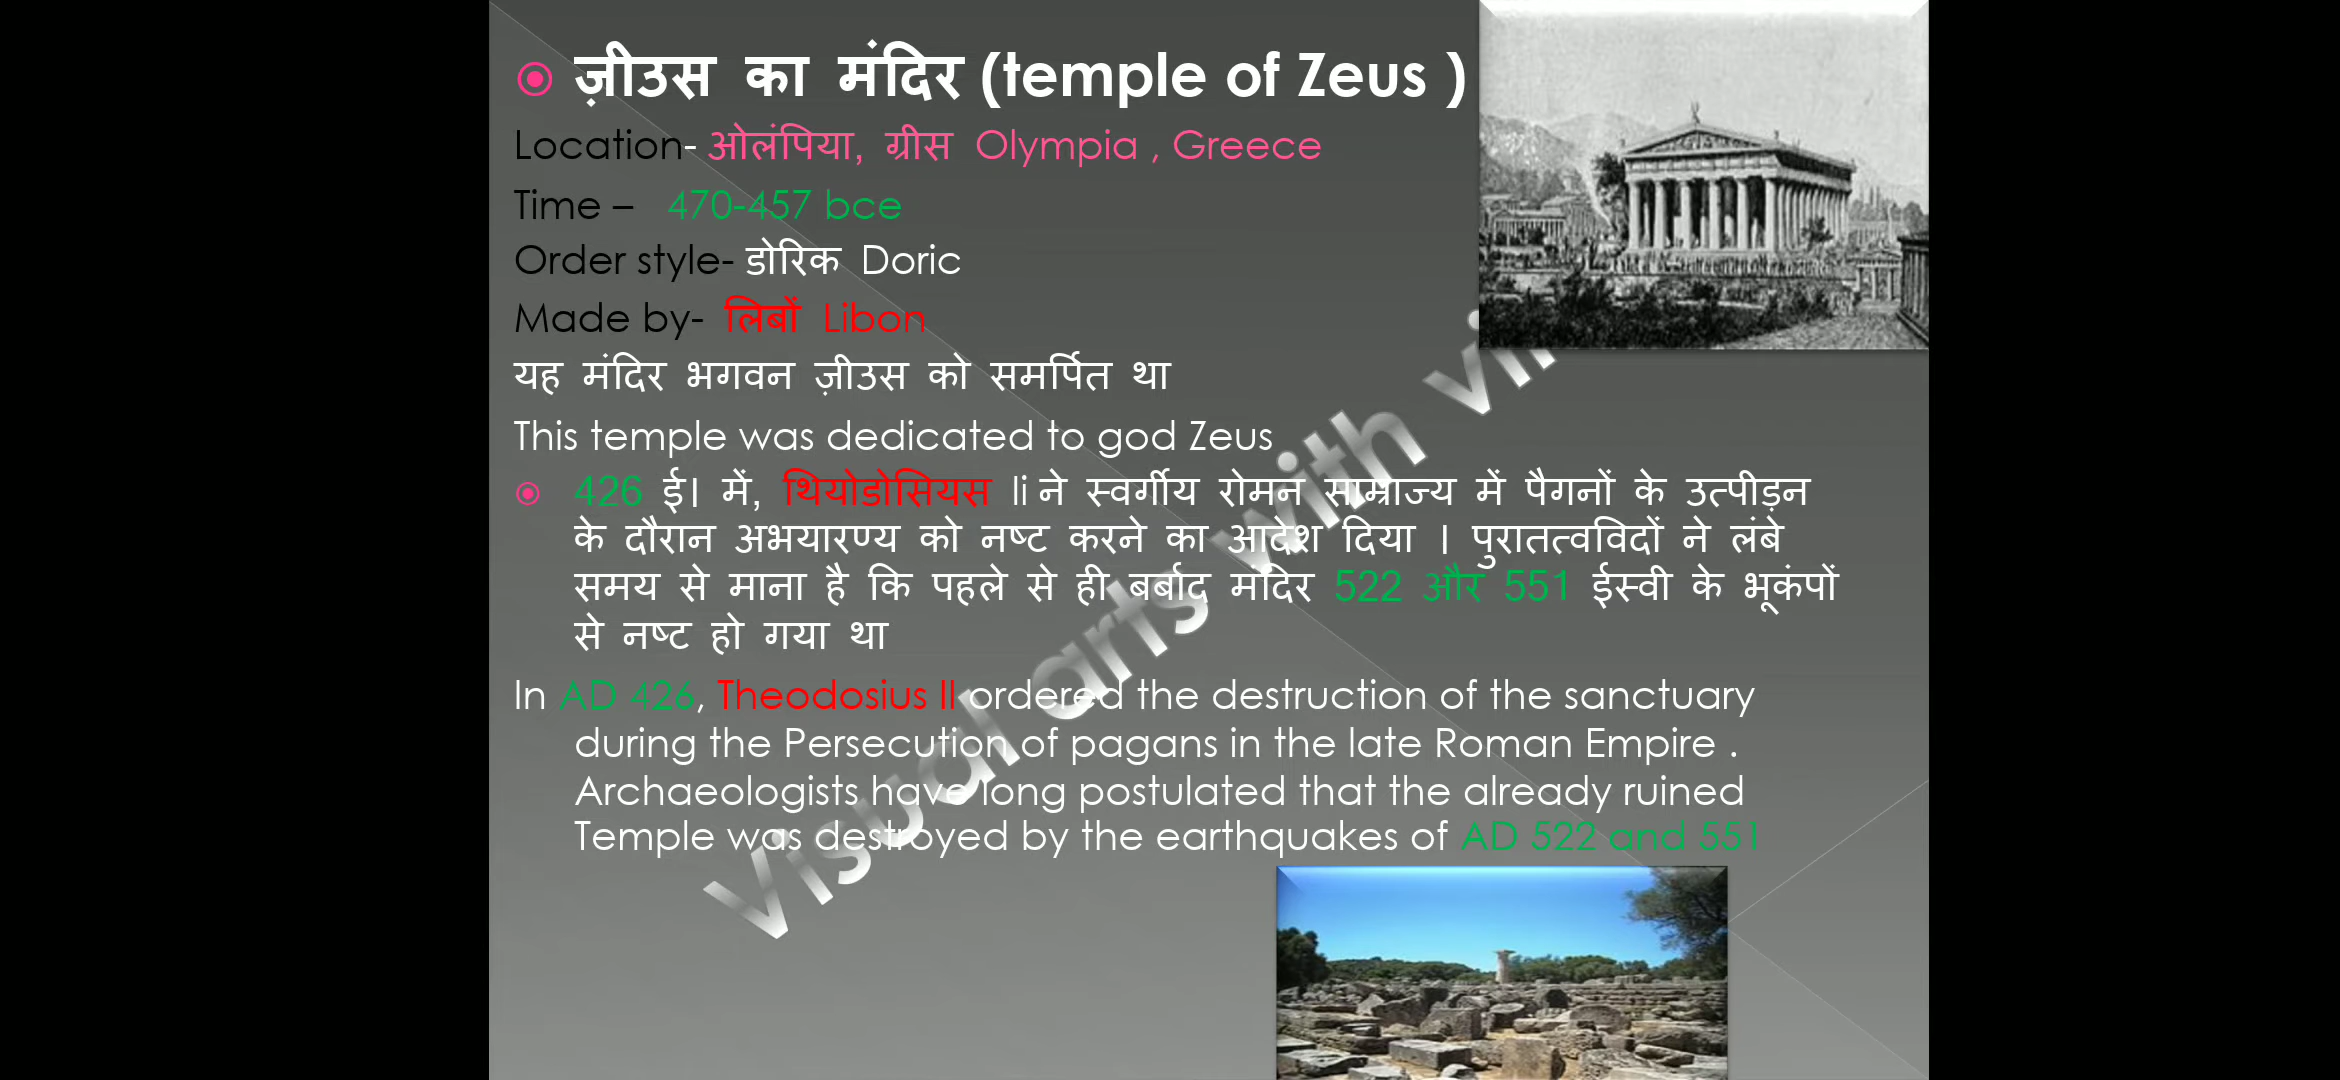 ज़ीउस का मंदिर (temple of Zeus )
Location- ओलंपिया, ग्रीस Olympia , Greece
Time – 470-457 bce
Order style- डोरिक Doric
Made by- लिबों Libon
यह मंदिर भगवन ज़ीउस को समर्पित था
This temple was dedicated to god Zeus
426 ई। में, थियोडोसियस Ii ने स्वर्गीय रोमन साम्राज्य में पैगनों के उत्पीड़न
के दौरान अभयारण्य को नष्ट करने का आदेश दिया । पुरातत्वविदों ने लंबे
समय से माना है कि पहले से ही बर्बाद मंदिर 522 और 551 ईस्वी के भूकंपों
से नष्ट हो गया था
In AD 426, Theodosius II ordered the destruction of the sanctuary
during the Persecution of pagans in the late Roman Empire .
Archaeologists have long postulated that the already ruined
Temple was destroyed by the earthquakes of AD 522 and 551
Visual arts with